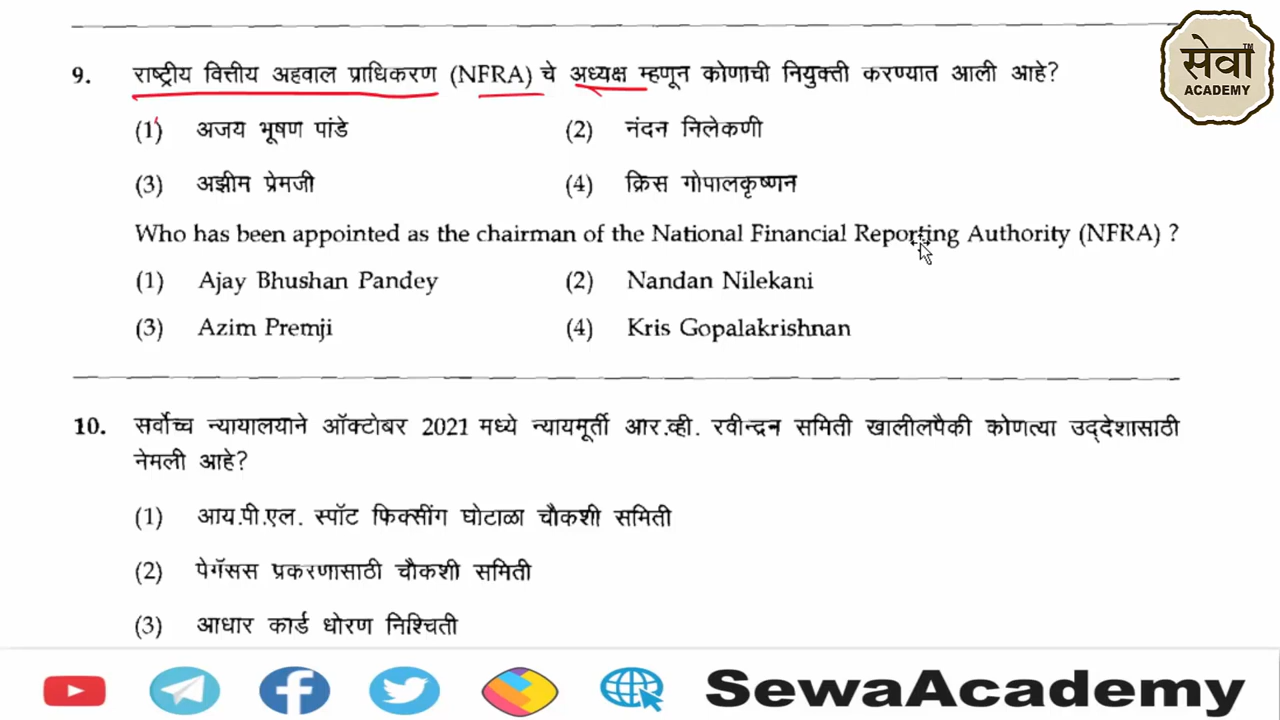 सेवा TM
ACADEMY
9. राष्ट्रीय वित्तीय अहवाल प्राधिकरण (NFRA) चे अध्यक्ष म्हणून कोणाची नियुक्ती करण्यात आली आहे?
(1) अजय भूषण पांडे (2) नंदन निलेकणी
(3) अझीम प्रेमजी (4) क्रिस गोपालकृष्णन
Who has been appointed as the chairman of the National Financial Reporting Authority (NFRA) ?
(1) Ajay Bhushan Pandey (2) Nandan Nilekani
(3) Azim Premji (4) Kris Gopalakrishnan
10. सर्वोच्च न्यायालयाने ऑक्टोबर 2021 मध्ये न्यायमूर्ती आर.व्ही. रवीन्द्रन समिती खालीलपैकी कोणत्या उद्देशासाठी
नेमली आहे?
(1) आय.पी.एल. स्पॉट फिक्सींग घोटाळा चौकशी समिती
(2) पेगॅसस प्रकरणासाठी चौकशी समिती
(3) आधार कार्ड धोरण निश्चिती
SewaAcademy